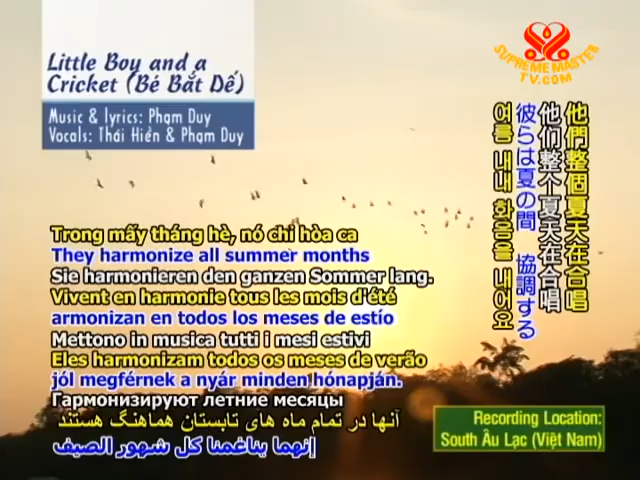 Little Boy and a
Cricket (Bé Bắt Dế)
Music & lyrics: Phạm Duy
Vocals: Thái Hiền & Phạm Duy
SUPREME MASTER
TV.COM
他們整個夏天在合唱
他们整个夏天在合唱
彼らは夏の間 協調する
여름 내내 화음을 내어요
Trong mấy tháng hè, nó chỉ hòa ca
They harmonize all summer months
Sie harmonieren den ganzen Sommer lang.
Vivent en harmonie tous les mois d'été
armonizan en todos los meses de estío
Mettono in musica tutti i mesi estivi
Eles harmonizam todos os meses de verão
jól megférnek a nyár minden hónapján.
Гармонизируют летние месяцы
آنها در تمام ماه های تابستان هماهنگ هستند
إنهما يناغمنا كل شهور الصيف
Recording Location:
South Âu Lạc (Việt Nam)